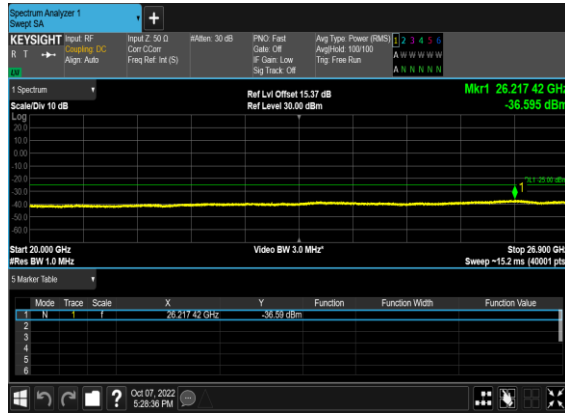 Spectrum Analyzer 1
Swept SA
+
KEYSIGHT Input: RF Input Z: 50 Ω #Atten: 30 dB PNO: Fast Avg Type: Power (RMS) 1 2 3 4 5 6
R T Coupling: DC Corr CCorr Gate: Off Avg|Hold: 100/100 A W W W W W
Align: Auto Freq Ref: Int (S) IF Gain: Low Trig: Free Run
Sig Track: Off A N N N N N
1 Spectrum Ref Lvl Offset 15.37 dB Mkr1 26.217 42 GHz
Scale/Div 10 dB Ref Level 30.00 dBm -36.595 dBm
Log
20.0
10.0
0.00
-10.0
-20.0
-30.0
-40.0
-50.0
-60.0
1
Start 20.000 GHz Video BW 3.0 MHz* Stop 26.900 GHz
#Res BW 1.0 MHz Sweep ~15.2 ms (40001 pts)
5 Marker Table
Mode Trace Scale X Y Function Function Width Function Value
1 N 1 f 26.217 42 GHz -36.59 dBm
2
3
4
5
6
? Oct 07, 2022
5:28:36 PM